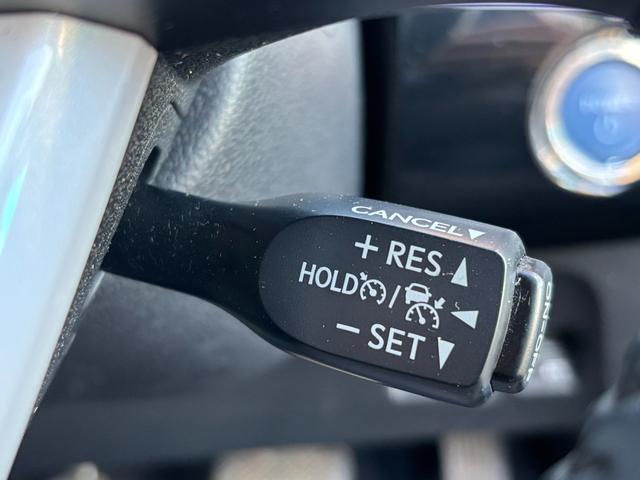 CANCEL▼
+ RES ▲
HOLD / ◀
− SET ▼